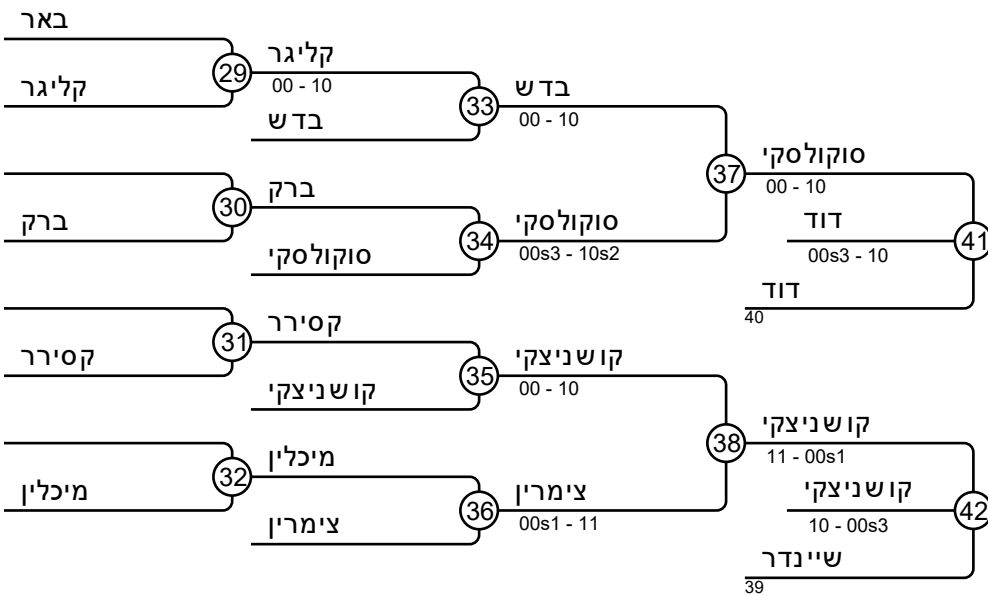 באר
קליגר
29
קליגר
00 - 10
בדש
33
בדש
00 - 10
ברק
30
ברק
סוקולסקי
34
סוקולסקי
00s3 - 10s2
37
סוקולסקי
00 - 10
דוד
00s3 - 10
41
דוד
40
קסירר
31
קסירר
קושניצקי
35
קושניצקי
00 - 10
מיכלין
32
מיכלין
צימרין
36
צימרין
00s1 - 11
38
קושניצקי
11 - 00s1
קושניצקי
10 - 00s3
42
שיינדר
39